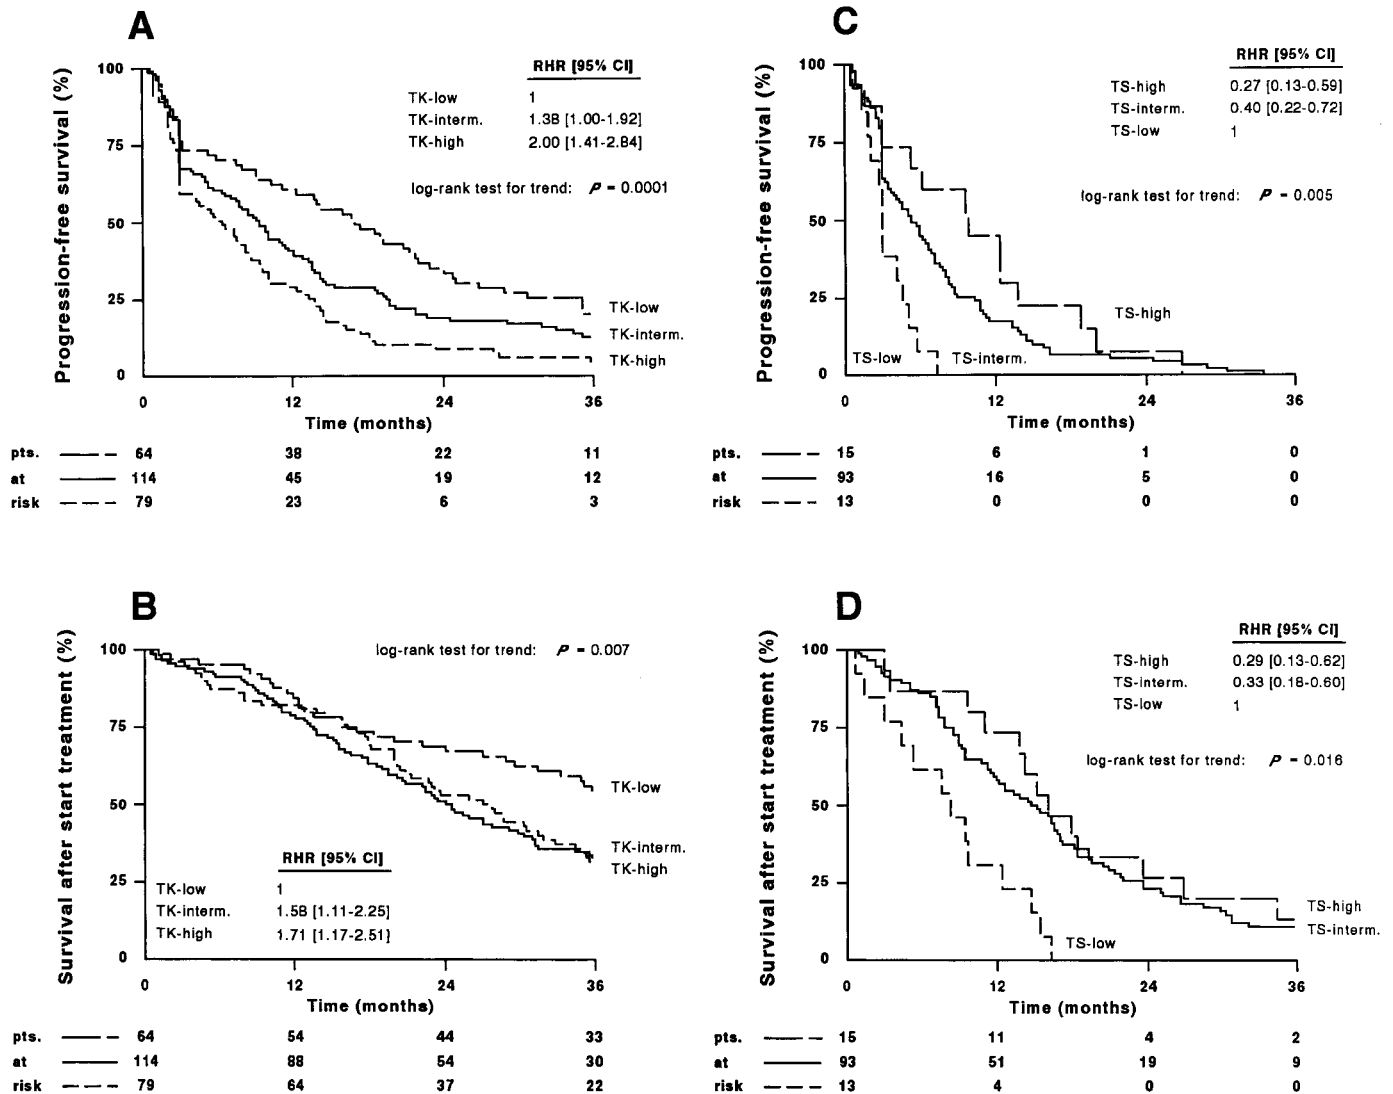 A
Progression-free survival (%)
100
75
50
25
0
RHR [95% CI]
TK-low 1
TK-interm. 1.38 [1.00-1.92]
TK-high 2.00 [1.41-2.84]
log-rank test for trend: P = 0.0001
TK-low
TK-interm.
TK-high
0 12 24 36
Time (months)
pts. 64 38 22 11
at 114 45 19 12
risk 79 23 6 3
C
Progression-free survival (%)
100
75
50
25
0
RHR [95% CI]
TS-high 0.27 [0.13-0.59]
TS-interm. 0.40 [0.22-0.72]
TS-low 1
log-rank test for trend: P = 0.005
TS-high
TS-low TS-interm.
0 12 24 36
Time (months)
pts. 15 6 1 0
at 93 16 5 0
risk 13 0 0 0
B
Survival after start treatment (%)
100
75
50
25
0
log-rank test for trend: P = 0.007
TK-low
TK-interm.
TK-high
RHR [95% CI]
TK-low 1
TK-interm. 1.58 [1.11-2.25]
TK-high 1.71 [1.17-2.51]
0 12 24 36
Time (months)
pts. 64 54 44 33
at 114 88 54 30
risk 79 64 37 22
D
Survival after start treatment (%)
100
75
50
25
0
RHR [95% CI]
TS-high 0.29 [0.13-0.62]
TS-interm. 0.33 [0.18-0.60]
TS-low 1
log-rank test for trend: P = 0.016
TS-high
TS-interm.
TS-low
0 12 24 36
Time (months)
pts. 15 11 4 2
at 93 51 19 9
risk 13 4 0 0